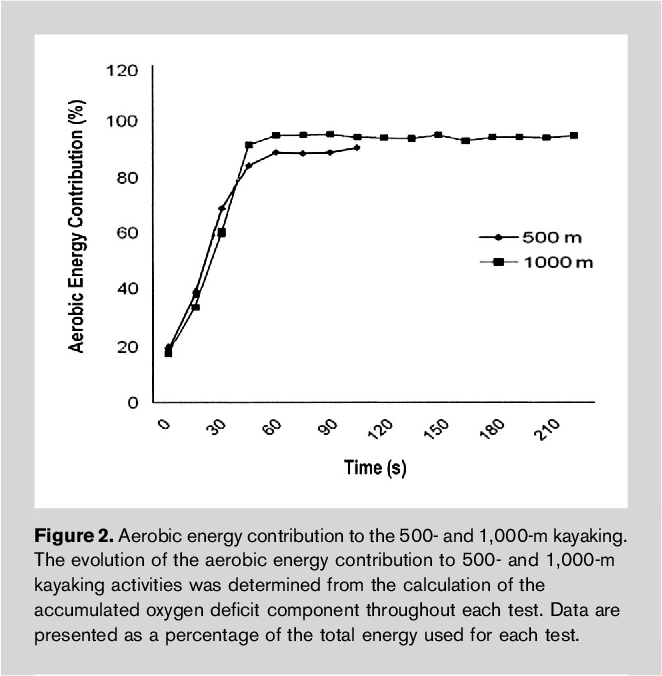 120
100
80
60
40
20
0
Aerobic Energy Contribution (%)
500 m
1000 m
0
30
60
90
120
150
180
210
Time (s)
Figure 2. Aerobic energy contribution to the 500- and 1,000-m kayaking.
The evolution of the aerobic energy contribution to 500- and 1,000-m
kayaking activities was determined from the calculation of the
accumulated oxygen deficit component throughout each test. Data are
presented as a percentage of the total energy used for each test.